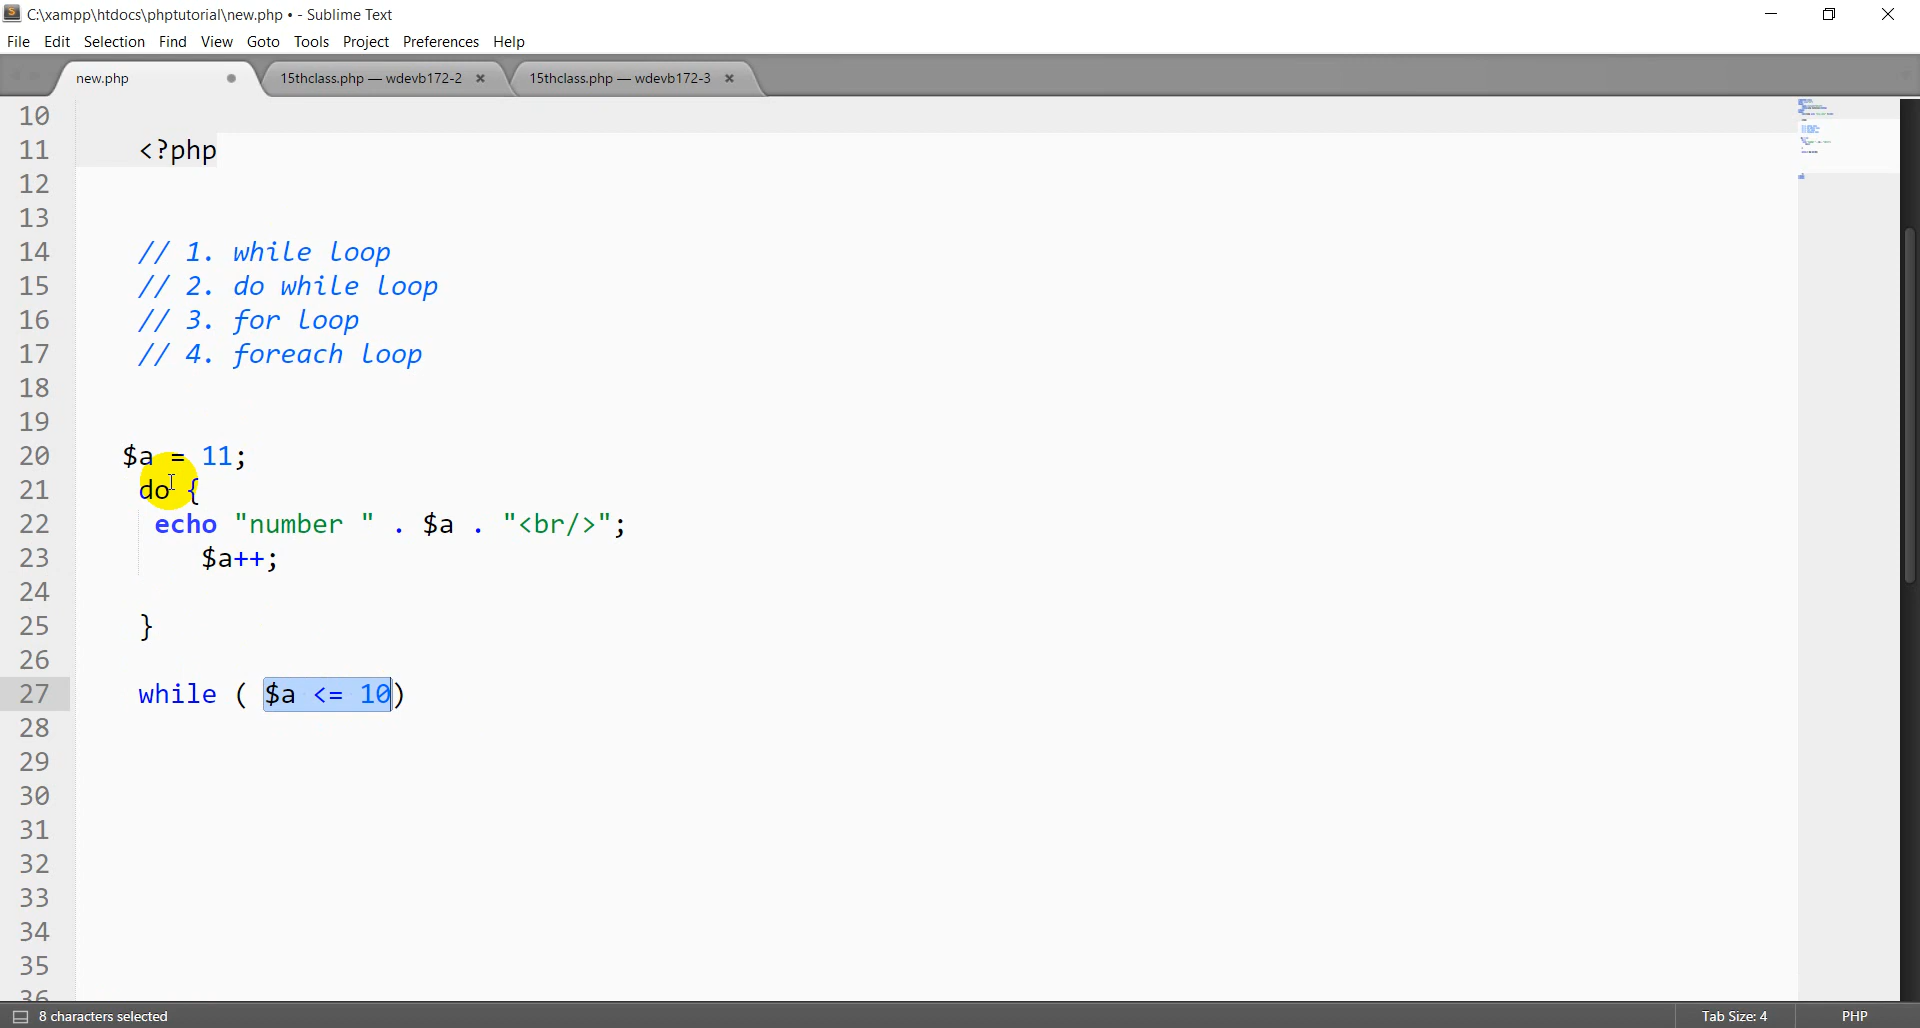 C:\xampp\htdocs\phptutorial\new.php • - Sublime Text
File Edit Selection Find View Goto Tools Project Preferences Help
new.php 15thclass.php — wdevb172-2 15thclass.php — wdevb172-3
10
11 <?php
12
13
14 // 1. while loop
15 // 2. do while loop
16 // 3. for loop
17 // 4. foreach loop
18
19
20 $a = 11;
21 do {
22 echo "number " . $a . "<br/>";
23 $a++;
24
25 }
26
27 while ( $a <= 10)
28
29
30
31
32
33
34
35
36
8 characters selected Tab Size: 4 PHP